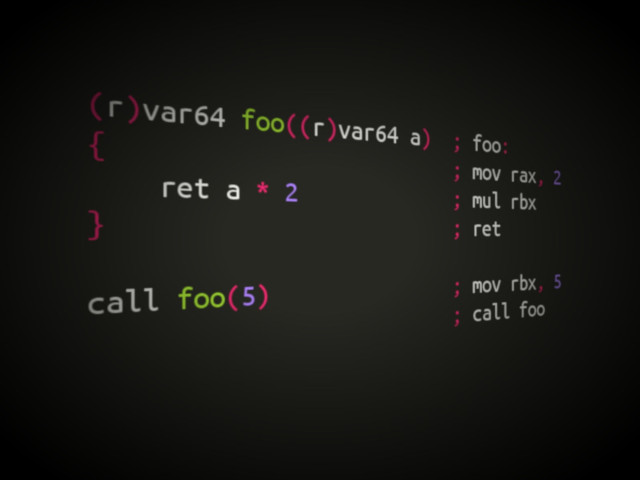 (r)var64 foo((r)var64 a) ; foo:
{ ; mov rax, 2
ret a * 2 ; mul rbx
} ; ret
; mov rbx, 5
call foo(5) ; call foo